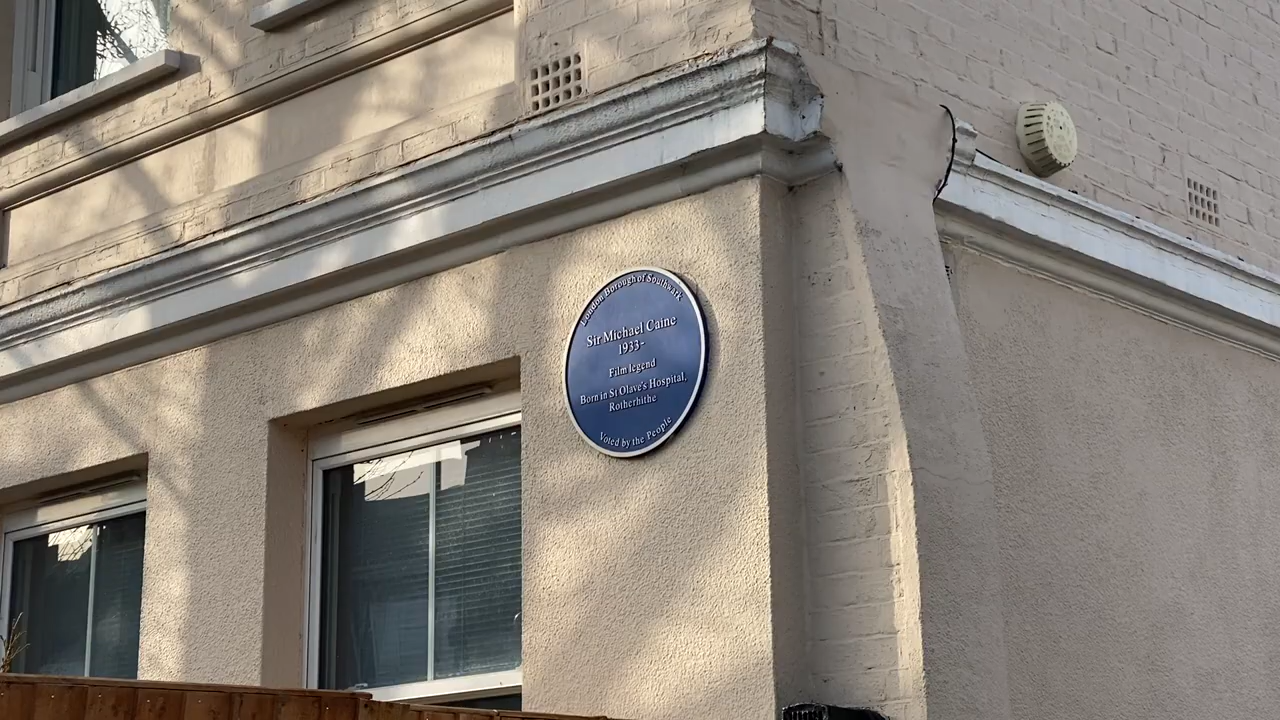 London Borough of Southwark
Sir Michael Caine
1933-
Film legend
Born in St Olave's Hospital,
Rotherhithe
Voted by the People